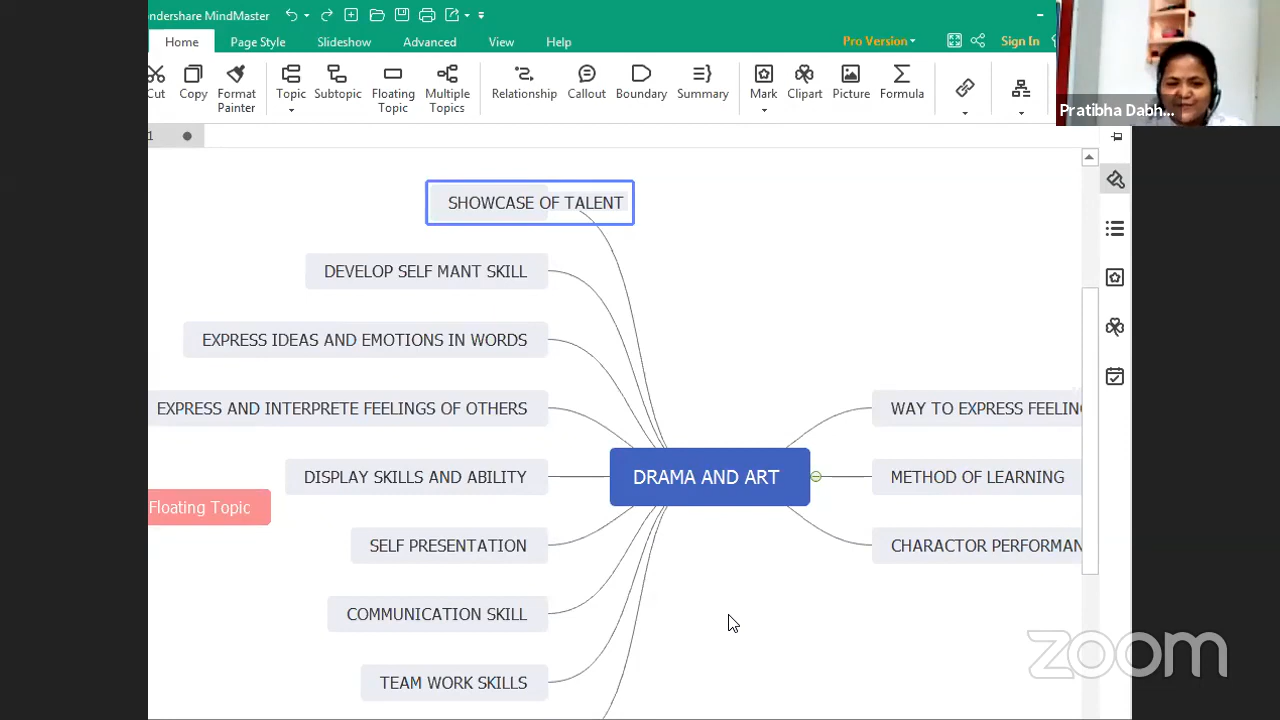 ondershare MindMaster
Home
Page Style
Slideshow
Advanced
View
Help
Pro Version
Sign In
Cut
Copy
Format
Painter
Topic
Subtopic
Floating
Topic
Multiple
Topics
Relationship
Callout
Boundary
Summary
Mark
Clipart
Picture
Formula
Pratibha Dabh...
1
SHOWCASE OF TALENT
DEVELOP SELF MANT SKILL
EXPRESS IDEAS AND EMOTIONS IN WORDS
EXPRESS AND INTERPRETE FEELINGS OF OTHERS
DISPLAY SKILLS AND ABILITY
Floating Topic
SELF PRESENTATION
COMMUNICATION SKILL
TEAM WORK SKILLS
DRAMA AND ART
WAY TO EXPRESS FEELING
METHOD OF LEARNING
CHARACTOR PERFORMAN
zoom